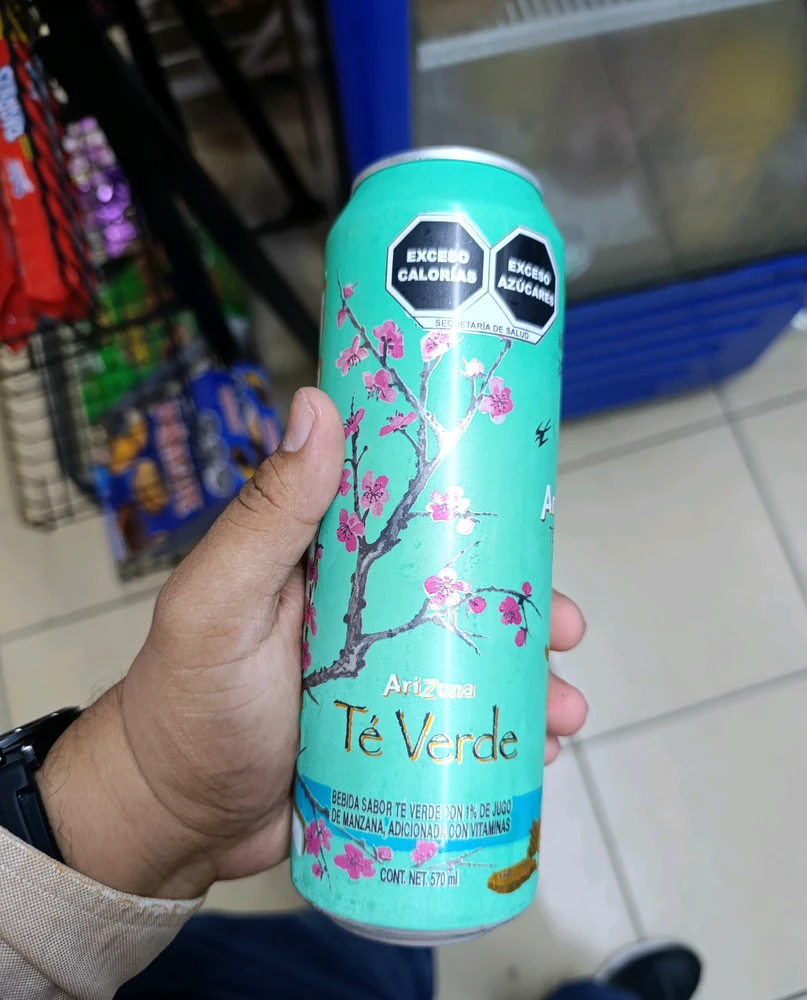 EXCESO
CALORÍAS
EXCESO
AZÚCARES
SECRETARÍA DE SALUD
AriZona
Té Verde
BEBIDA SABOR TÉ VERDE CON 1% DE JUGO
DE MANZANA, ADICIONADA CON VITAMINAS
CONT. NET. 570 ml